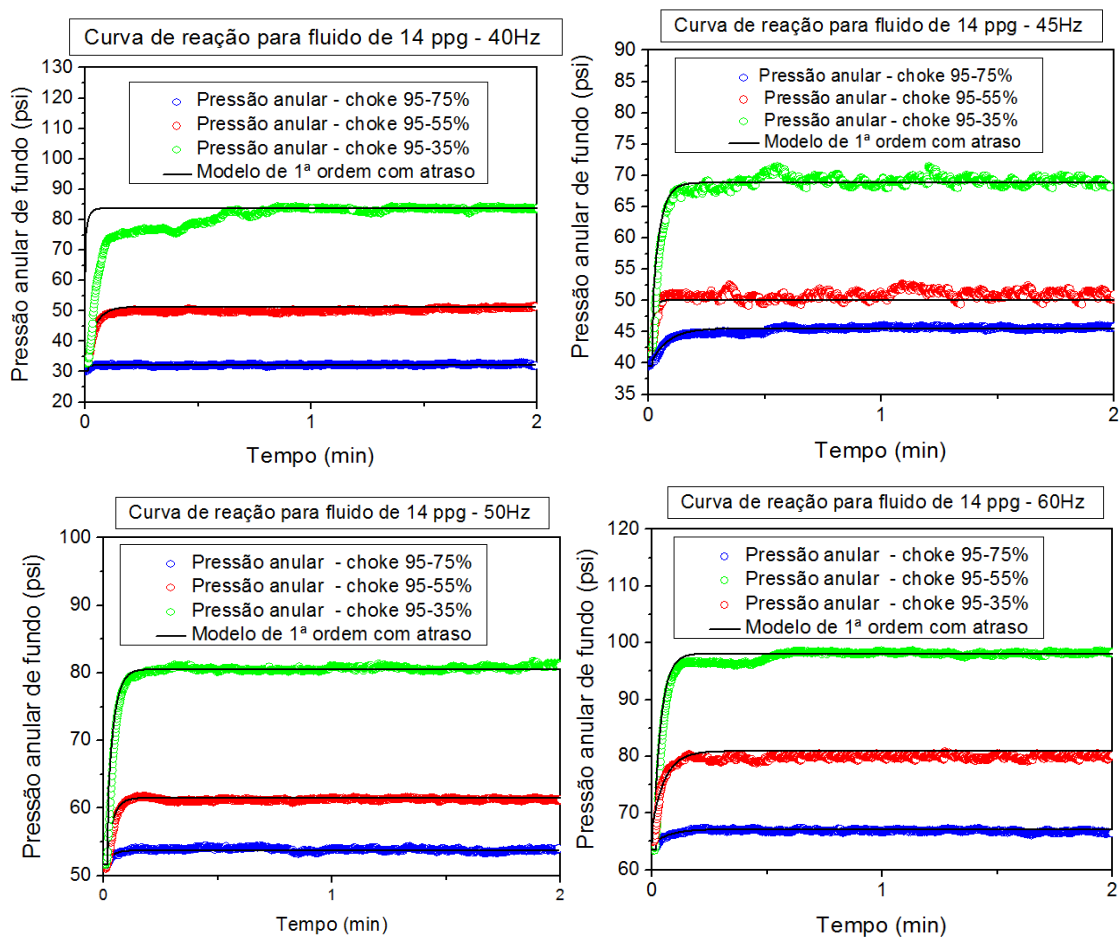 Curva de reação para fluido de 14 ppg - 40Hz
Pressão anular de fundo (psi)
130
120
110
100
90
80
70
60
50
40
30
20
Pressão anular - choke 95-75%
Pressão anular - choke 95-55%
Pressão anular - choke 95-35%
Modelo de 1ª ordem com atraso
0
1
2
Tempo (min)
Curva de reação para fluido de 14 ppg - 45Hz
Pressão anular de fundo (psi)
90
85
80
75
70
65
60
55
50
45
40
35
Pressão anular - choke 95-75%
Pressão anular - choke 95-55%
Pressão anular - choke 95-35%
Modelo de 1ª ordem com atraso
0
1
2
Tempo (min)
Curva de reação para fluido de 14 ppg - 50Hz
Pressão anular de fundo (psi)
100
90
80
70
60
50
Pressão anular - choke 95-75%
Pressão anular - choke 95-55%
Pressão anular - choke 95-35%
Modelo de 1ª ordem com atraso
0
1
2
Tempo (min)
Curva de reação para fluido de 14 ppg - 60Hz
Pressão anular de fundo (psi)
120
110
100
90
80
70
60
Pressão anular - choke 95-75%
Pressão anular - choke 95-55%
Pressão anular - choke 95-35%
Modelo de 1ª ordem com atraso
0
1
2
Tempo (min)